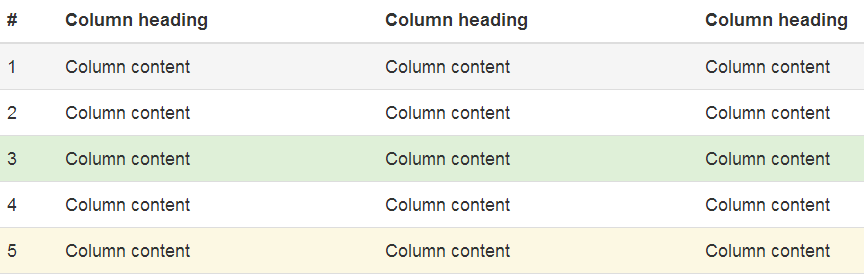 # Column heading Column heading Column heading
1 Column content Column content Column content
2 Column content Column content Column content
3 Column content Column content Column content
4 Column content Column content Column content
5 Column content Column content Column content